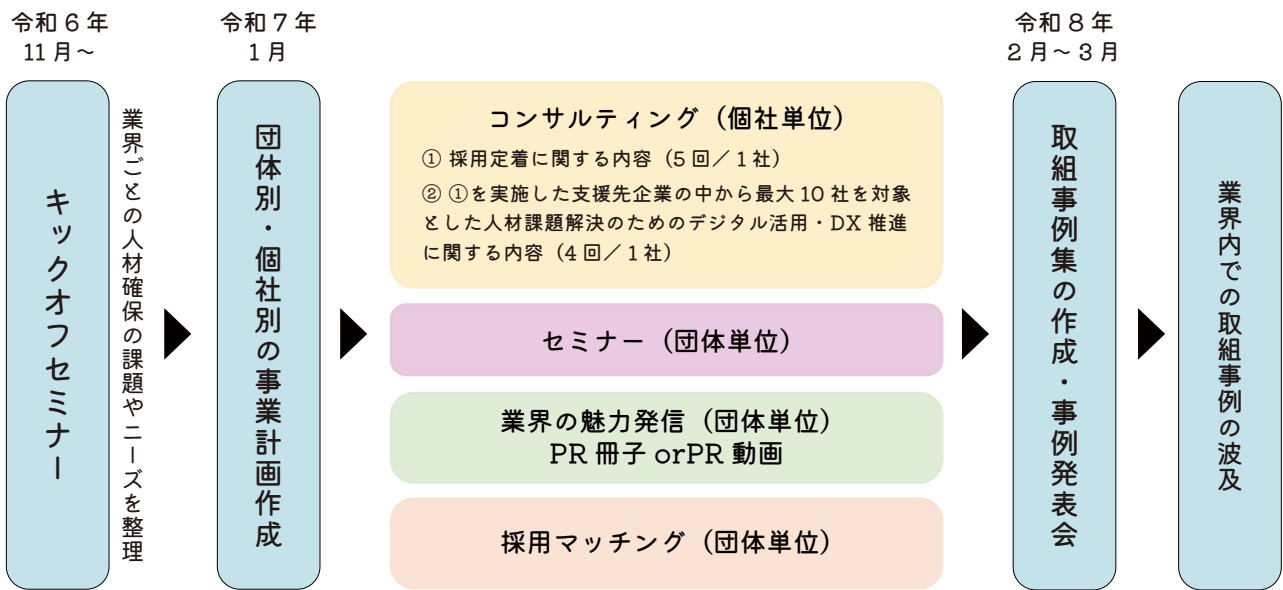 令和6年
11月～
キックオフセミナー
業界ごとの人材確保の課題やニーズを整理
令和7年
1月
団体別・個社別の事業計画作成
コンサルティング（個社単位）
① 採用定着に関する内容（5回／1社）
② ①を実施した支援先企業の中から最大10社を対象
とした人材課題解決のためのデジタル活用・DX推進
に関する内容（4回／1社）
セミナー（団体単位）
業界の魅力発信（団体単位）
PR冊子orPR動画
採用マッチング（団体単位）
令和8年
2月～3月
取組事例集の作成・事例発表会
業界内での取組事例の波及